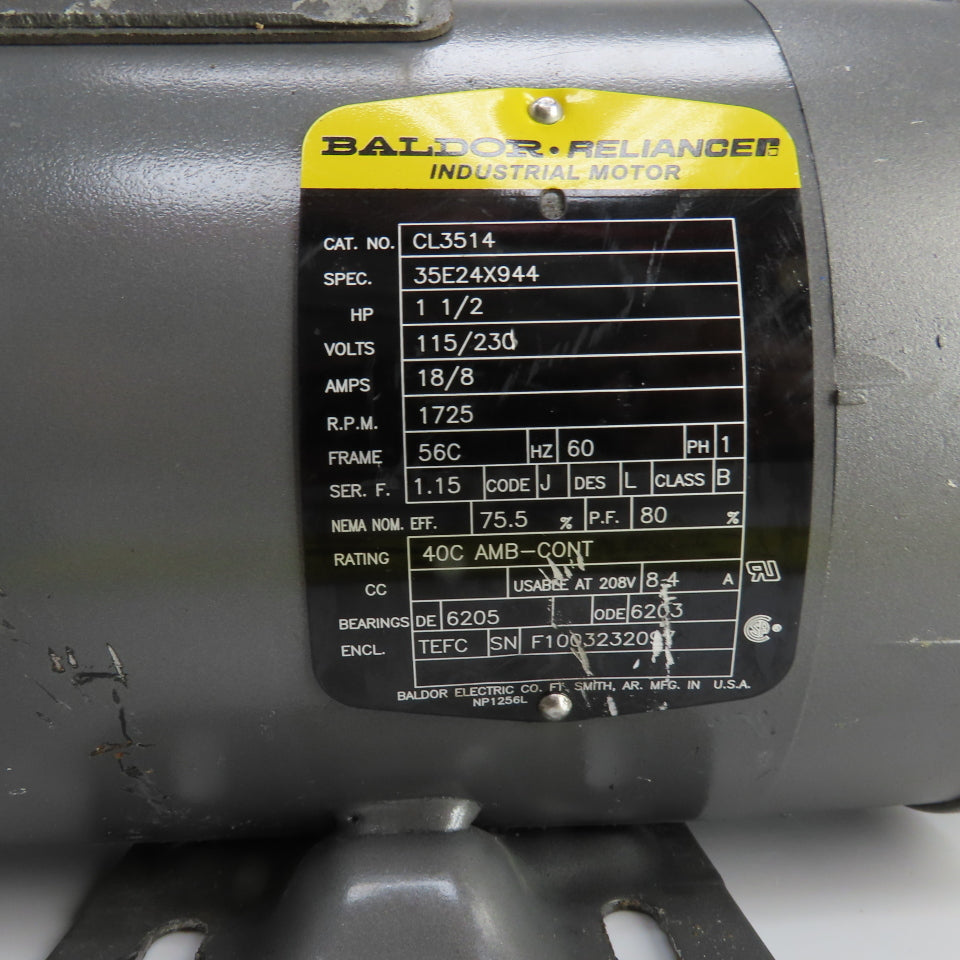 BALDOR · RELIANCE
INDUSTRIAL MOTOR
CAT. NO. CL3514
SPEC. 35E24X944
HP 1 1/2
VOLTS 115/230
AMPS 18/8
R.P.M. 1725
FRAME 56C HZ 60 PH 1
SER. F. 1.15 CODE J DES L CLASS B
NEMA NOM. EFF. 75.5 % P.F. 80 %
RATING 40C AMB-CONT
CC USABLE AT 208V 8.4 A
BEARINGS DE 6205 ODE 6203
ENCL. TEFC SN F1003232097
BALDOR ELECTRIC CO. FT. SMITH, AR. MFG. IN U.S.A.
NP1256L